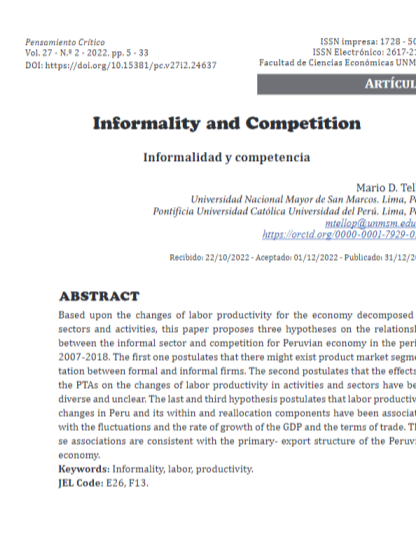 Pensamiento Crítico
Vol. 27 - N.º 2 - 2022. pp. 5 - 33
DOI: https://doi.org/10.15381/pc.v27i2.24637
ISSN impresa: 1728 - 50
ISSN Electrónico: 2617-21
Facultad de Ciencias Económicas UNM
ARTÍCUL
Informality and Competition
Informalidad y competencia
Mario D. Tel
Universidad Nacional Mayor de San Marcos. Lima, P
Pontificia Universidad Católica Universidad del Perú. Lima, P
mtellop@unmsm.edu
https://orcid.org/0000-0001-7929-0
Recibido: 22/10/2022 - Aceptado: 01/12/2022 - Publicado: 31/12/20
ABSTRACT
Based upon the changes of labor productivity for the economy decomposed
sectors and activities, this paper proposes three hypotheses on the relations
between the informal sector and competition for Peruvian economy in the peri
2007-2018. The first one postulates that there might exist product market segme
tation between formal and informal firms. The second postulates that the effects
the PTAs on the changes of labor productivity in activities and sectors have be
diverse and unclear. The last and third hypothesis postulates that labor productiv
changes in Peru and its within and reallocation components have been associat
with the fluctuations and the rate of growth of the GDP and the terms of trade. T
se associations are consistent with the primary- export structure of the Peruvi
economy.
Keywords: Informality, labor, productivity.
JEL Code: E26, F13.